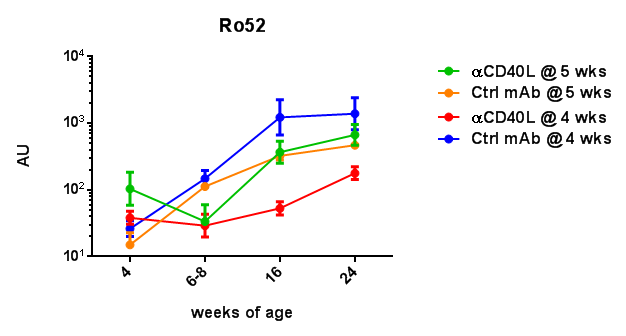 Ro52
10⁴
10³
10²
10¹
AU
4
6-8
16
24
weeks of age
αCD40L @ 5 wks
Ctrl mAb @ 5 wks
αCD40L @ 4 wks
Ctrl mAb @ 4 wks